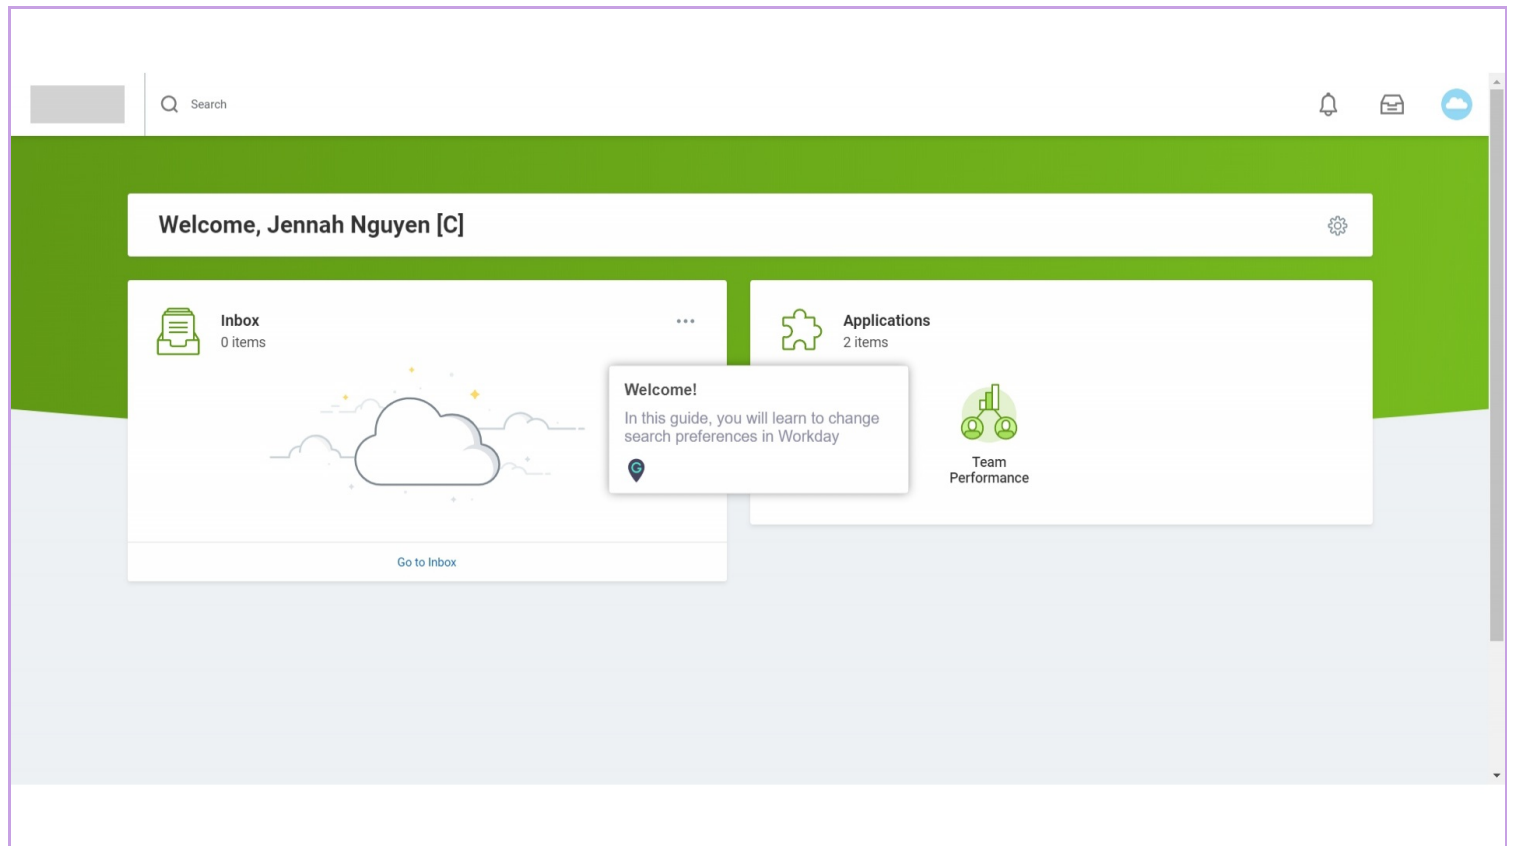 Search
Welcome, Jennah Nguyen [C]
Inbox
0 items
Applications
2 items
Welcome!
In this guide, you will learn to change
search preferences in Workday
G
Team
Performance
Go to Inbox